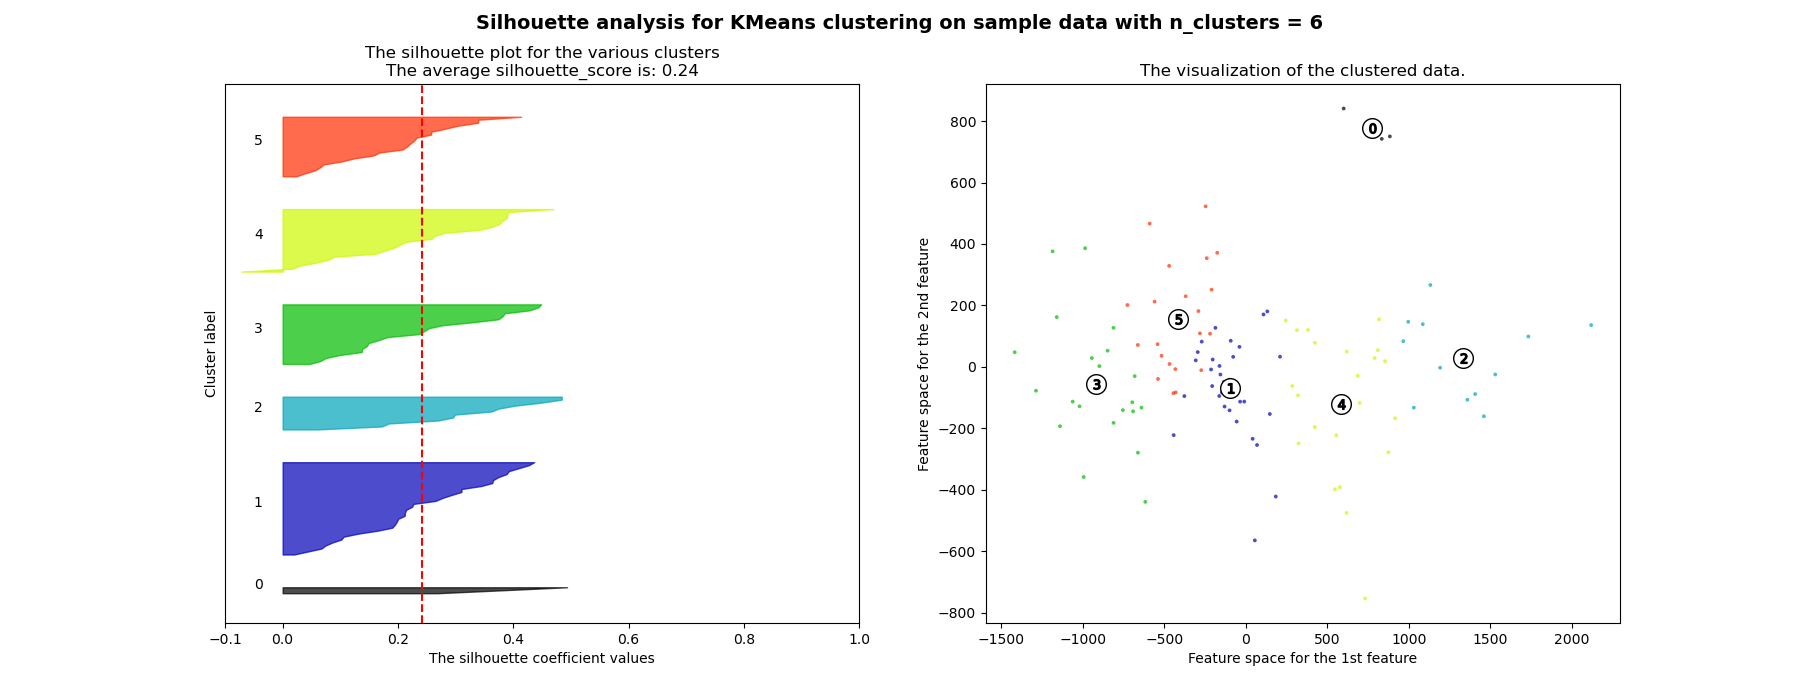 Silhouette analysis for KMeans clustering on sample data with n_clusters = 6
The silhouette plot for the various clusters
The average silhouette_score is: 0.24
Cluster label
5
4
3
2
1
0
−0.1 0.0 0.2 0.4 0.6 0.8 1.0
The silhouette coefficient values
The visualization of the clustered data.
Feature space for the 2nd feature
800
600
400
200
0
−200
−400
−600
−800
0
5
2
3
1
4
−1500 −1000 −500 0 500 1000 1500 2000
Feature space for the 1st feature